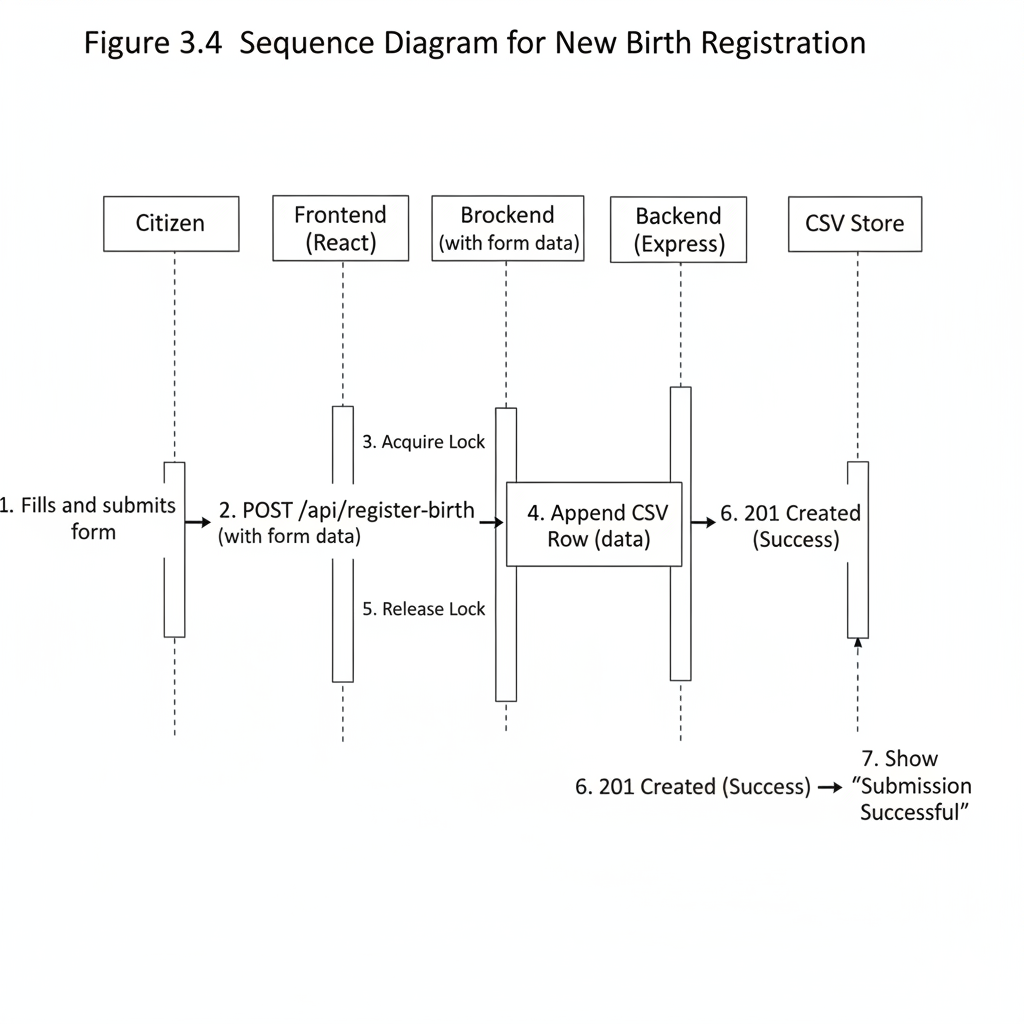 Figure 3.4 Sequence Diagram for New Birth Registration
Citizen
Frontend
(React)
Brockend
(with form data)
Backend
(Express)
CSV Store
3. Acquire Lock
1. Fills and submits
form
2. POST /api/register-birth
(with form data)
4. Append CSV
Row (data)
6. 201 Created
(Success)
5. Release Lock
6. 201 Created (Success)
7. Show
"Submission
Successful"